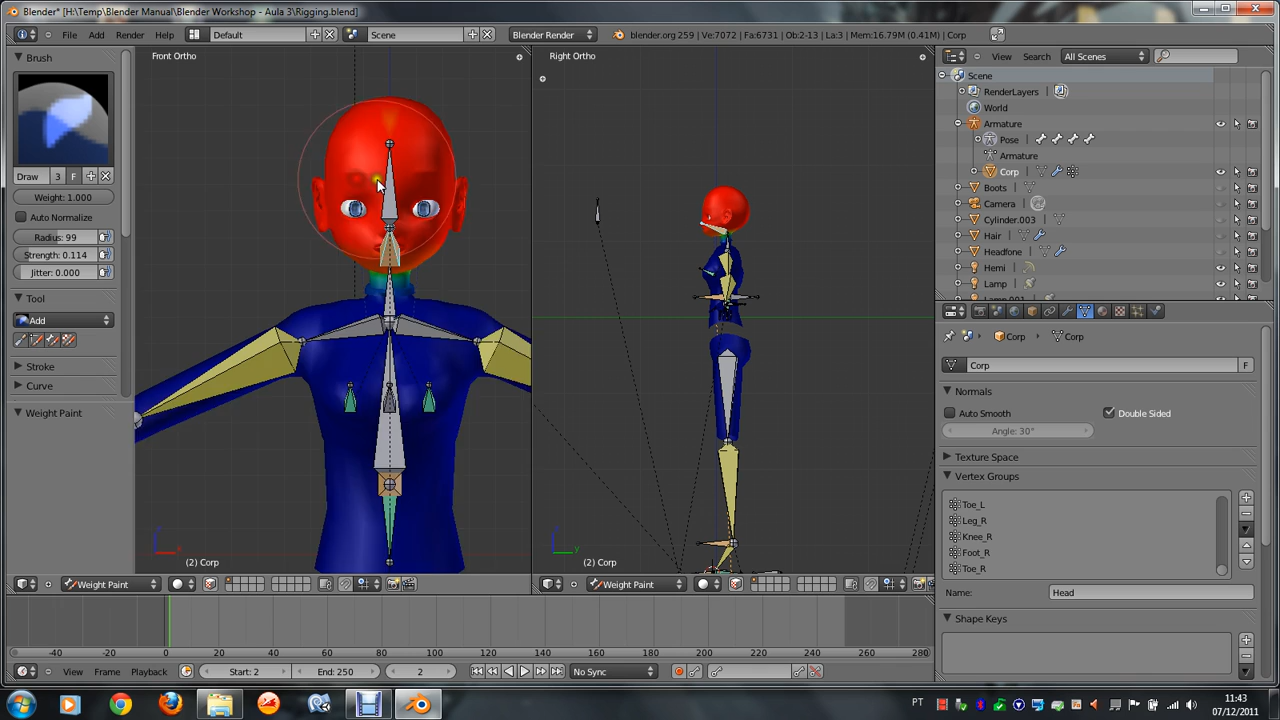 Blender* [H:\Temp\Blender Manual\Blender Workshop - Aula 3\Rigging.blend]
File Add Render Help Default Scene Blender Render blender.org 259 | Ve:7072 | Fa:6731 | Ob:2-13 | La:3 | Mem:16.79M (0.41M) | Corp
Brush
Draw 3 F
Weight: 1.000
Auto Normalize
Radius: 99
Strength: 0.114
Jitter: 0.000
Tool
Add
Stroke
Curve
Weight Paint
Front Ortho
(2) Corp
Weight Paint
Right Ortho
(2) Corp
Weight Paint
View Search All Scenes
Scene
RenderLayers
World
Armature
Pose
Armature
Corp
Boots
Camera
Cylinder.003
Hair
Headfone
Hemi
Lamp
Lamp.001
Corp Corp
Corp F
Normals
Auto Smooth Double Sided
Angle: 30°
Texture Space
Vertex Groups
Toe_L
Leg_R
Knee_R
Foot_R
Toe_R
Name: Head
Shape Keys
-40 -20 0 20 40 60 80 100 120 140 160 180 200 220 240 260 280
View Frame Playback Start: 2 End: 250 2 No Sync
PT 11:43
07/12/2011